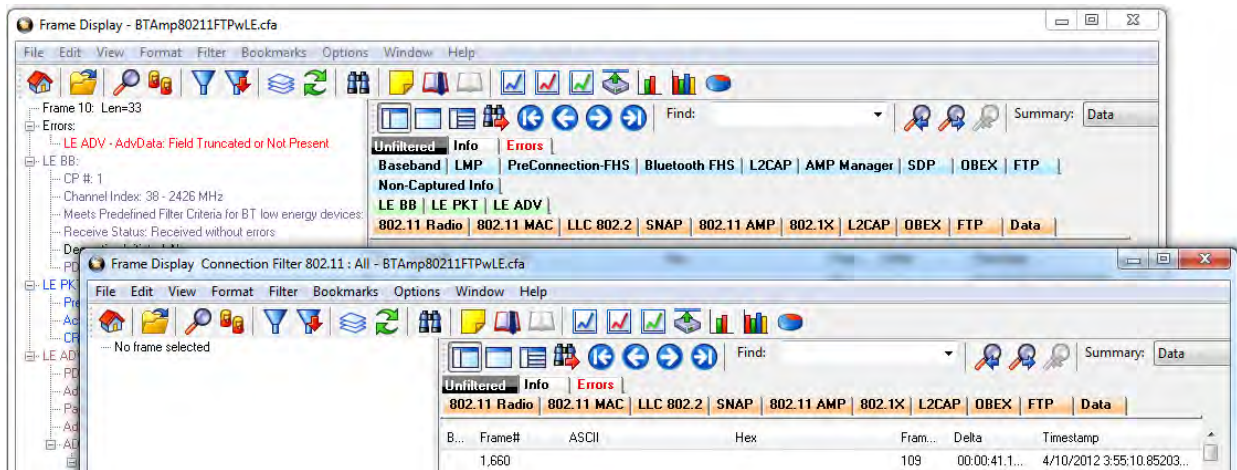 Frame Display - BTAmp80211FTPwLE.cfa
File Edit View Format Filter Bookmarks Options Window Help
Frame 10: Len=33
Errors:
LE ADV - AdvData: Field Truncated or Not Present
LE BB:
CP #: 1
Channel Index: 38 - 2426 MHz
Meets Predefined Filter Criteria for BT low energy devices:
Receive Status: Received without errors
LE PK
LE AD
Find:
Summary: Data
Unfiltered Info Errors
Baseband LMP PreConnection-FHS Bluetooth FHS L2CAP AMP Manager SDP OBEX FTP
Non-Captured Info
LE BB LE PKT LE ADV
802.11 Radio 802.11 MAC LLC 802.2 SNAP 802.11 AMP 802.1X L2CAP OBEX FTP Data
Frame Display Connection Filter 802.11 : All - BTAmp80211FTPwLE.cfa
File Edit View Format Filter Bookmarks Options Window Help
No frame selected
Find:
Summary: Data
Unfiltered Info Errors
802.11 Radio 802.11 MAC LLC 802.2 SNAP 802.11 AMP 802.1X L2CAP OBEX FTP Data
B... Frame# ASCII Hex Fram... Delta Timestamp
1,660 109 00:00:41.1... 4/10/2012 3:55:10.85203...